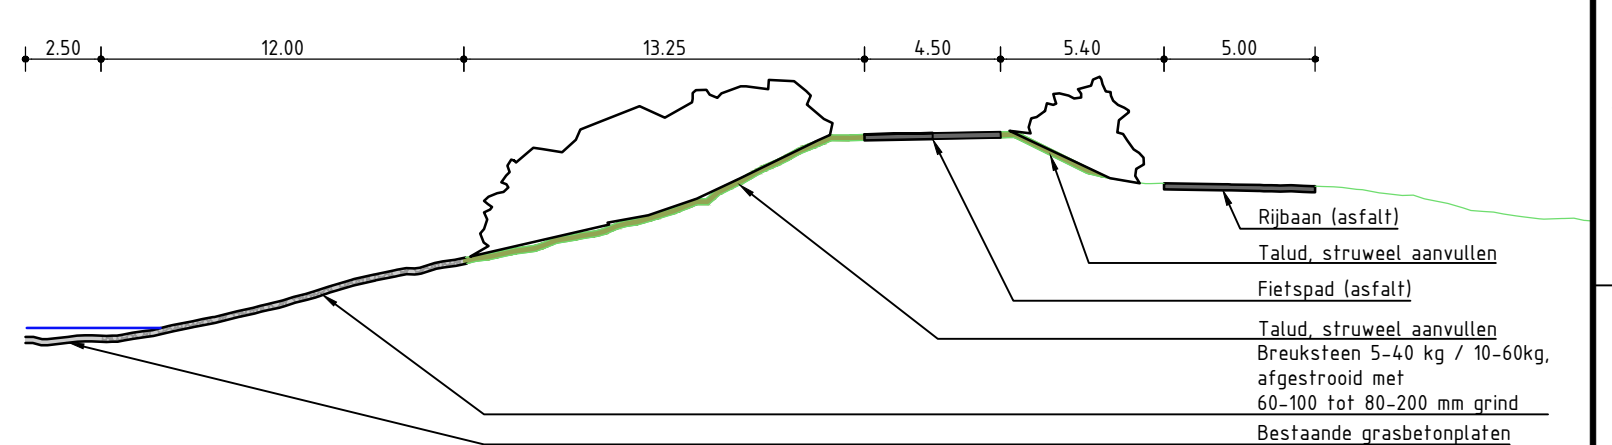 2.50 12.00 13.25 4.50 5.40 5.00
Rijbaan (asfalt)
Talud, struweel aanvullen
Fietspad (asfalt)
Talud, struweel aanvullen
Breuksteen 5-40 kg / 10-60kg,
afgestrooid met
60-100 tot 80-200 mm grind
Bestaande grasbetonplaten